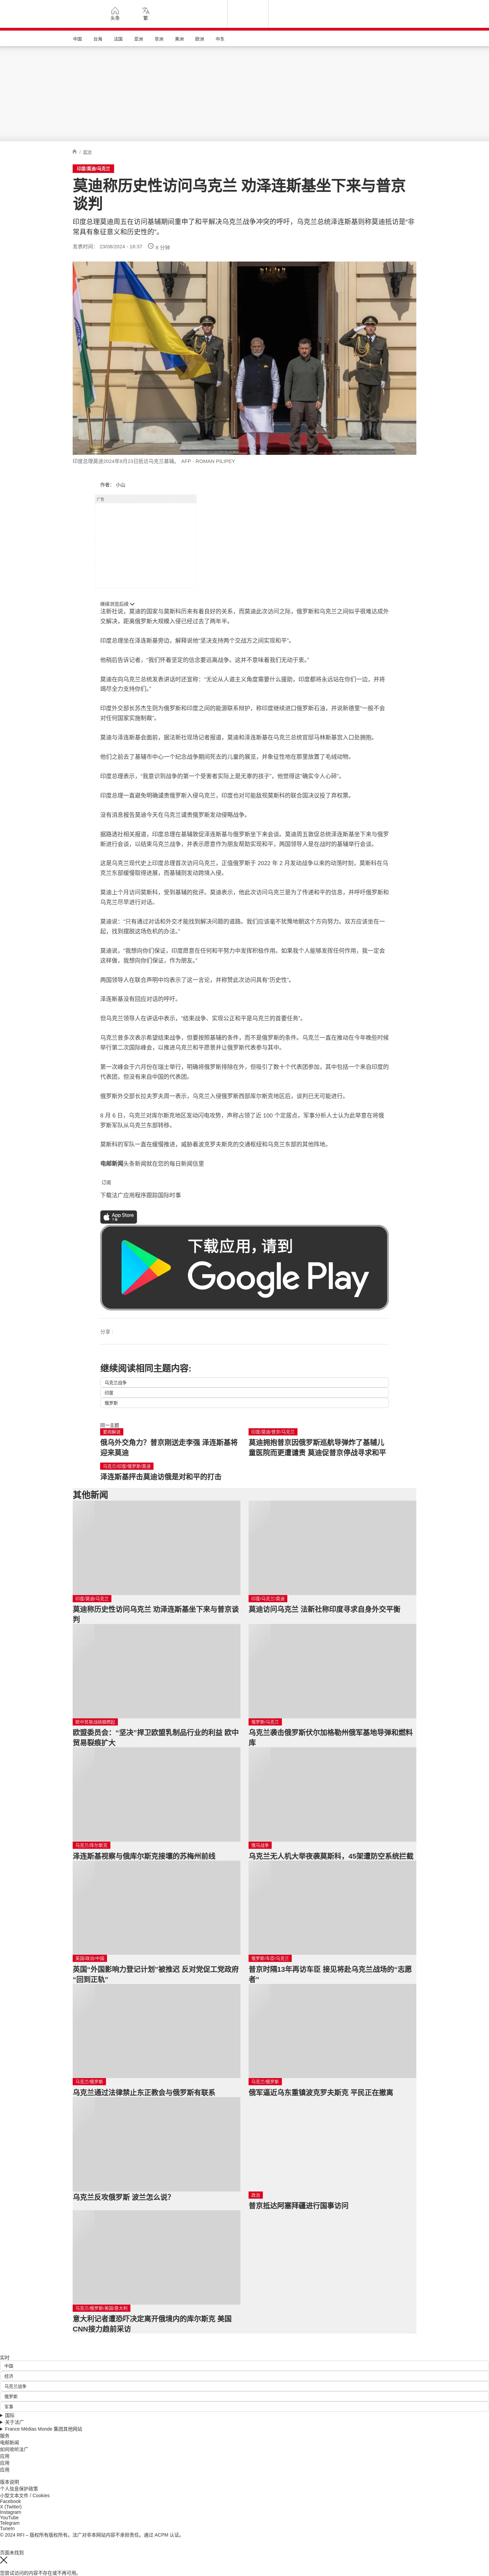 头条
繁
中国
台海
法国
亚洲
非洲
美洲
欧洲
中东
/ 政治
印度/莫迪/乌克兰
莫迪称历史性访问乌克兰 劝泽连斯基坐下来与普京
谈判
印度总理莫迪周五在访问基辅期间重申了和平解决乌克兰战争冲突的呼吁，乌克兰总统泽连斯基则称莫迪抵访是“非
常具有象征意义和历史性的”。
发表时间： 23/08/2024 - 18:37
8 分钟
印度总理莫迪2024年8月23日抵达乌克兰基辅。 AFP - ROMAN PILIPEY
作者： 小山
广告
继续浏览后续
法新社说，莫迪的国家与莫斯科历来有着良好的关系，而莫迪此次访问之际，俄罗斯和乌克兰之间似乎很难达成外
交解决，距离俄罗斯大规模入侵已经过去了两年半。
印度总理坐在泽连斯基旁边，解释说他“坚决支持两个交战方之间实现和平”。
他稍后告诉记者，“我们怀着坚定的信念要远离战争。这并不意味着我们无动于衷。”
莫迪在向乌克兰总统发表讲话时还宣称：“无论从人道主义角度需要什么援助，印度都将永远站在你们一边，并将
竭尽全力支持你们。”
印度外交部长苏杰生则为俄罗斯和印度之间的能源联系辩护，称印度继续进口俄罗斯石油，并说新德里“一般不会
对任何国家实施制裁”。
莫迪与泽连斯基会面前，据法新社现场记者报道，莫迪和泽连斯基在乌克兰总统官邸马林斯基宫入口处拥抱。
他们之前去了基辅市中心一个纪念战争期间死去的儿童的展览，并象征性地在那里放置了毛绒动物。
印度总理表示，“我意识到战争的第一个受害者实际上是无辜的孩子”，他觉得这“确实令人心碎”。
印度总理一直避免明确谴责俄罗斯入侵乌克兰，印度也对可能敌视莫斯科的联合国决议投了弃权票。
没有消息报告莫迪今天在乌克兰谴责俄罗斯发动侵略战争。
据路透社相关报道，印度总理在基辅敦促泽连斯基与俄罗斯坐下来会谈。莫迪周五敦促总统泽连斯基坐下来与俄罗
斯进行会谈，以结束乌克兰战争，并表示愿意作为朋友帮助实现和平，两国领导人是在战时的基辅举行会谈。
这是乌克兰现代史上印度总理首次访问乌克兰，正值俄罗斯于 2022 年 2 月发动战争以来的动荡时刻，莫斯科在乌
克兰东部缓慢取得进展，而基辅则发动跨境入侵。
莫迪上个月访问莫斯科，受到基辅的批评。莫迪表示，他此次访问乌克兰是为了传递和平的信息，并呼吁俄罗斯和
乌克兰尽早进行对话。
莫迪说：“只有通过对话和外交才能找到解决问题的道路。我们应该毫不犹豫地朝这个方向努力。双方应该坐在一
起，找到摆脱这场危机的办法。”
莫迪说，“我想向你们保证，印度愿意在任何和平努力中发挥积极作用。如果我个人能够发挥任何作用，我一定会
这样做，我想向你们保证，作为朋友。”
两国领导人在联合声明中均表示了这一言论，并称赞此次访问具有“历史性”。
泽连斯基没有回应对话的呼吁。
但乌克兰领导人在讲话中表示，“结束战争、实现公正和平是乌克兰的首要任务”。
乌克兰曾多次表示希望结束战争，但要按照基辅的条件，而不是俄罗斯的条件。乌克兰一直在推动在今年晚些时候
举行第二次国际峰会，以推进乌克兰和平愿景并让俄罗斯代表参与其中。
第一次峰会于六月份在瑞士举行，明确将俄罗斯排除在外，但吸引了数十个代表团参加，其中包括一个来自印度的
代表团，但没有来自中国的代表团。
俄罗斯外交部长拉夫罗夫周一表示，乌克兰入侵俄罗斯西部库尔斯克地区后，谈判已无可能进行。
8 月 6 日，乌克兰对库尔斯克地区发动闪电攻势，声称占领了近 100 个定居点。军事分析人士认为此举意在将俄
罗斯军队从乌克兰东部转移。
莫斯科的军队一直在缓慢推进，威胁着波克罗夫斯克的交通枢纽和乌克兰东部的其他阵地。
电邮新闻头条新闻就在您的每日新闻信里
订阅
下载法广应用程序跟踪国际时事
App Store
下载
下载应用，请到
Google Play
分享 :
继续阅读相同主题内容:
乌克兰战争
印度
俄罗斯
同一主题
要闻解说
俄乌外交角力？普京刚送走李强 泽连斯基将
迎来莫迪
印度/莫迪/普京/乌克兰
莫迪拥抱普京因俄罗斯巡航导弹炸了基辅儿
童医院而更遭谴责 莫迪促普京停战寻求和平
乌克兰/印度/俄罗斯/莫迪
泽连斯基抨击莫迪访俄是对和平的打击
其他新闻
印度/莫迪/乌克兰
莫迪称历史性访问乌克兰 劝泽连斯基坐下来与普京谈
判
印度/乌克兰/莫迪
莫迪访问乌克兰 法新社称印度寻求自身外交平衡
欧中贸易战硝烟燃起
欧盟委员会：“坚决”捍卫欧盟乳制品行业的利益 欧中
贸易裂痕扩大
俄罗斯/乌克兰
乌克兰袭击俄罗斯伏尔加格勒州俄军基地导弹和燃料
库
乌克兰/库尔斯克
泽连斯基视察与俄库尔斯克接壤的苏梅州前线
俄乌战争
乌克兰无人机大举夜袭莫斯科，45架遭防空系统拦截
英国/政治/中国
英国“外国影响力登记计划”被推迟 反对党促工党政府
“回到正轨”
俄罗斯/车臣/乌克兰
普京时隔13年再访车臣 接见将赴乌克兰战场的“志愿
者”
乌克兰/俄罗斯
乌克兰通过法律禁止东正教会与俄罗斯有联系
乌克兰/俄罗斯
俄军逼近乌东重镇波克罗夫斯克 平民正在撤离
乌克兰反攻俄罗斯 波兰怎么说？
政治
普京抵达阿塞拜疆进行国事访问
乌克兰/俄罗斯/美国/意大利
意大利记者遭恐吓决定离开俄境内的库尔斯克 美国
CNN接力趋前采访
实时
中国
经济
乌克兰战争
俄罗斯
军事
国际
关于法广
France Médias Monde 集团其他网站
服务
电邮新闻
如何收听法广
应用
应用
应用
版本说明
个人信息保护政策
小型文本文件 / Cookies
Facebook
X (Twitter)
Instagram
YouTube
Telegram
TuneIn
© 2024 RFI – 版权所有版权所有。法广对非本网站内容不承担责任。通过 ACPM 认证。
页面未找到
您尝试访问的内容不存在或不再可用。